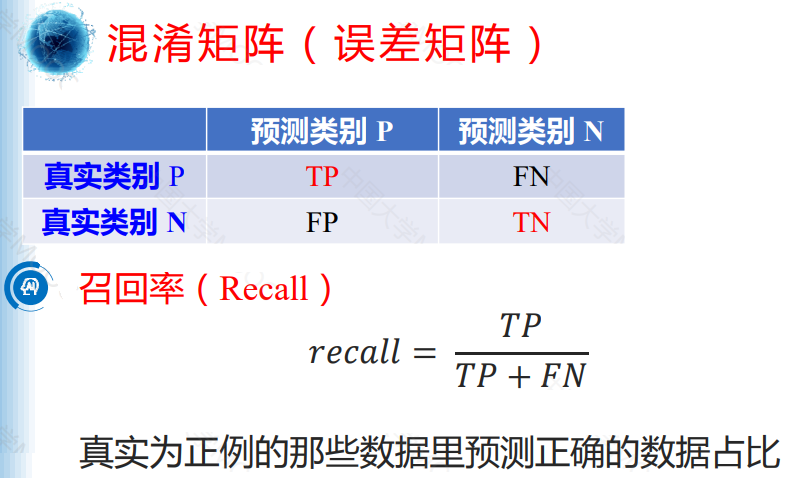 混淆矩阵（误差矩阵）
预测类别 P 预测类别 N
真实类别 P TP FN
真实类别 N FP TN
召回率（Recall）
recall = TP / TP + FN
真实为正例的那些数据里预测正确的数据占比